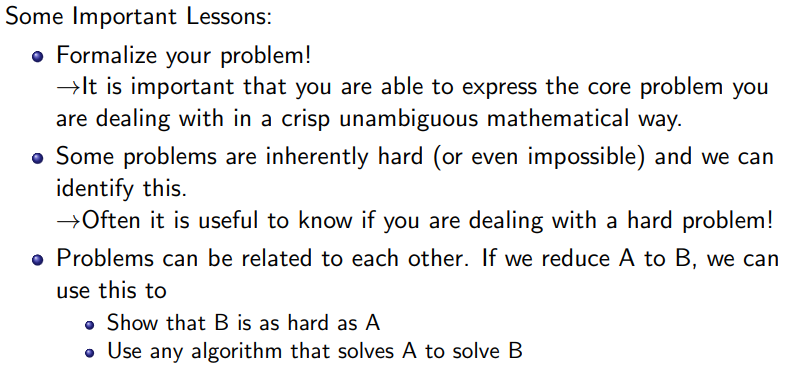 Some Important Lessons:
Formalize your problem!
→It is important that you are able to express the core problem you
are dealing with in a crisp unambiguous mathematical way.
Some problems are inherently hard (or even impossible) and we can
identify this.
→Often it is useful to know if you are dealing with a hard problem!
Problems can be related to each other. If we reduce A to B, we can
use this to
Show that B is as hard as A
Use any algorithm that solves A to solve B